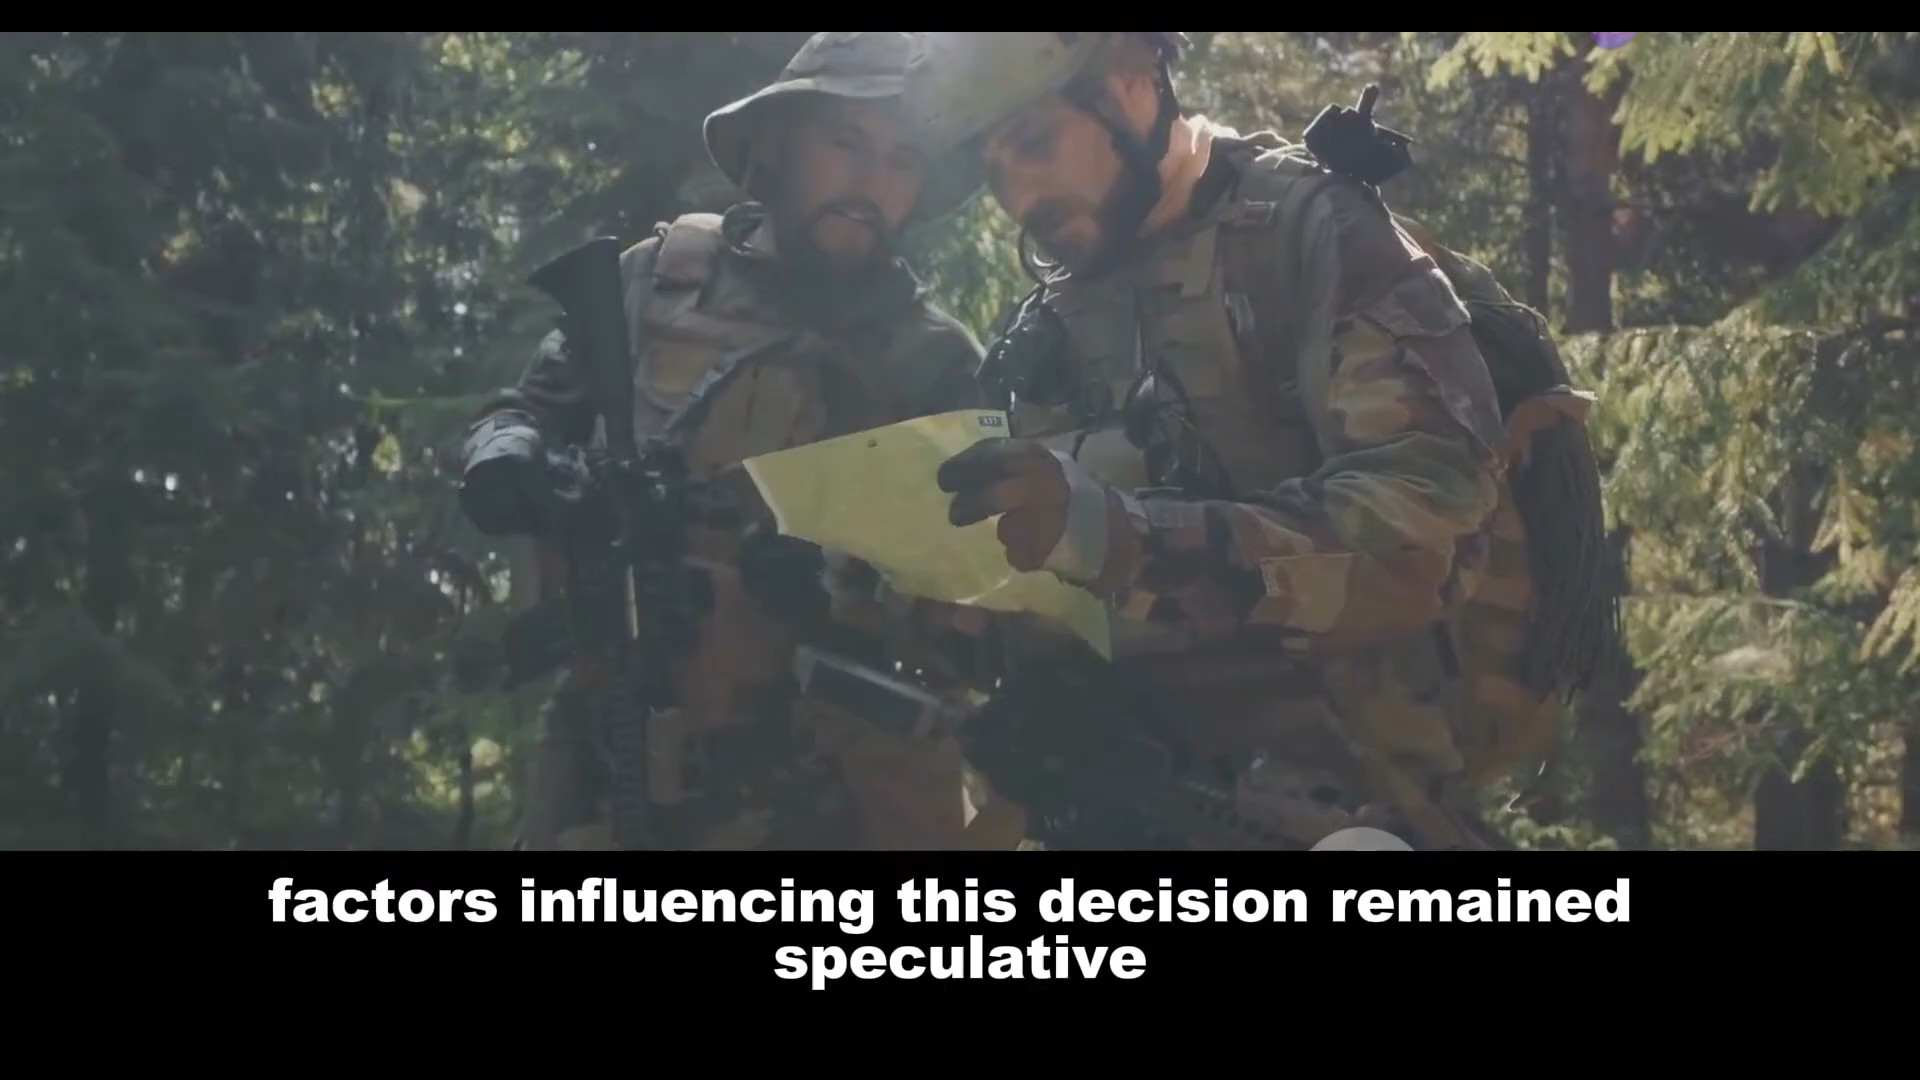 factors influencing this decision remained
speculative